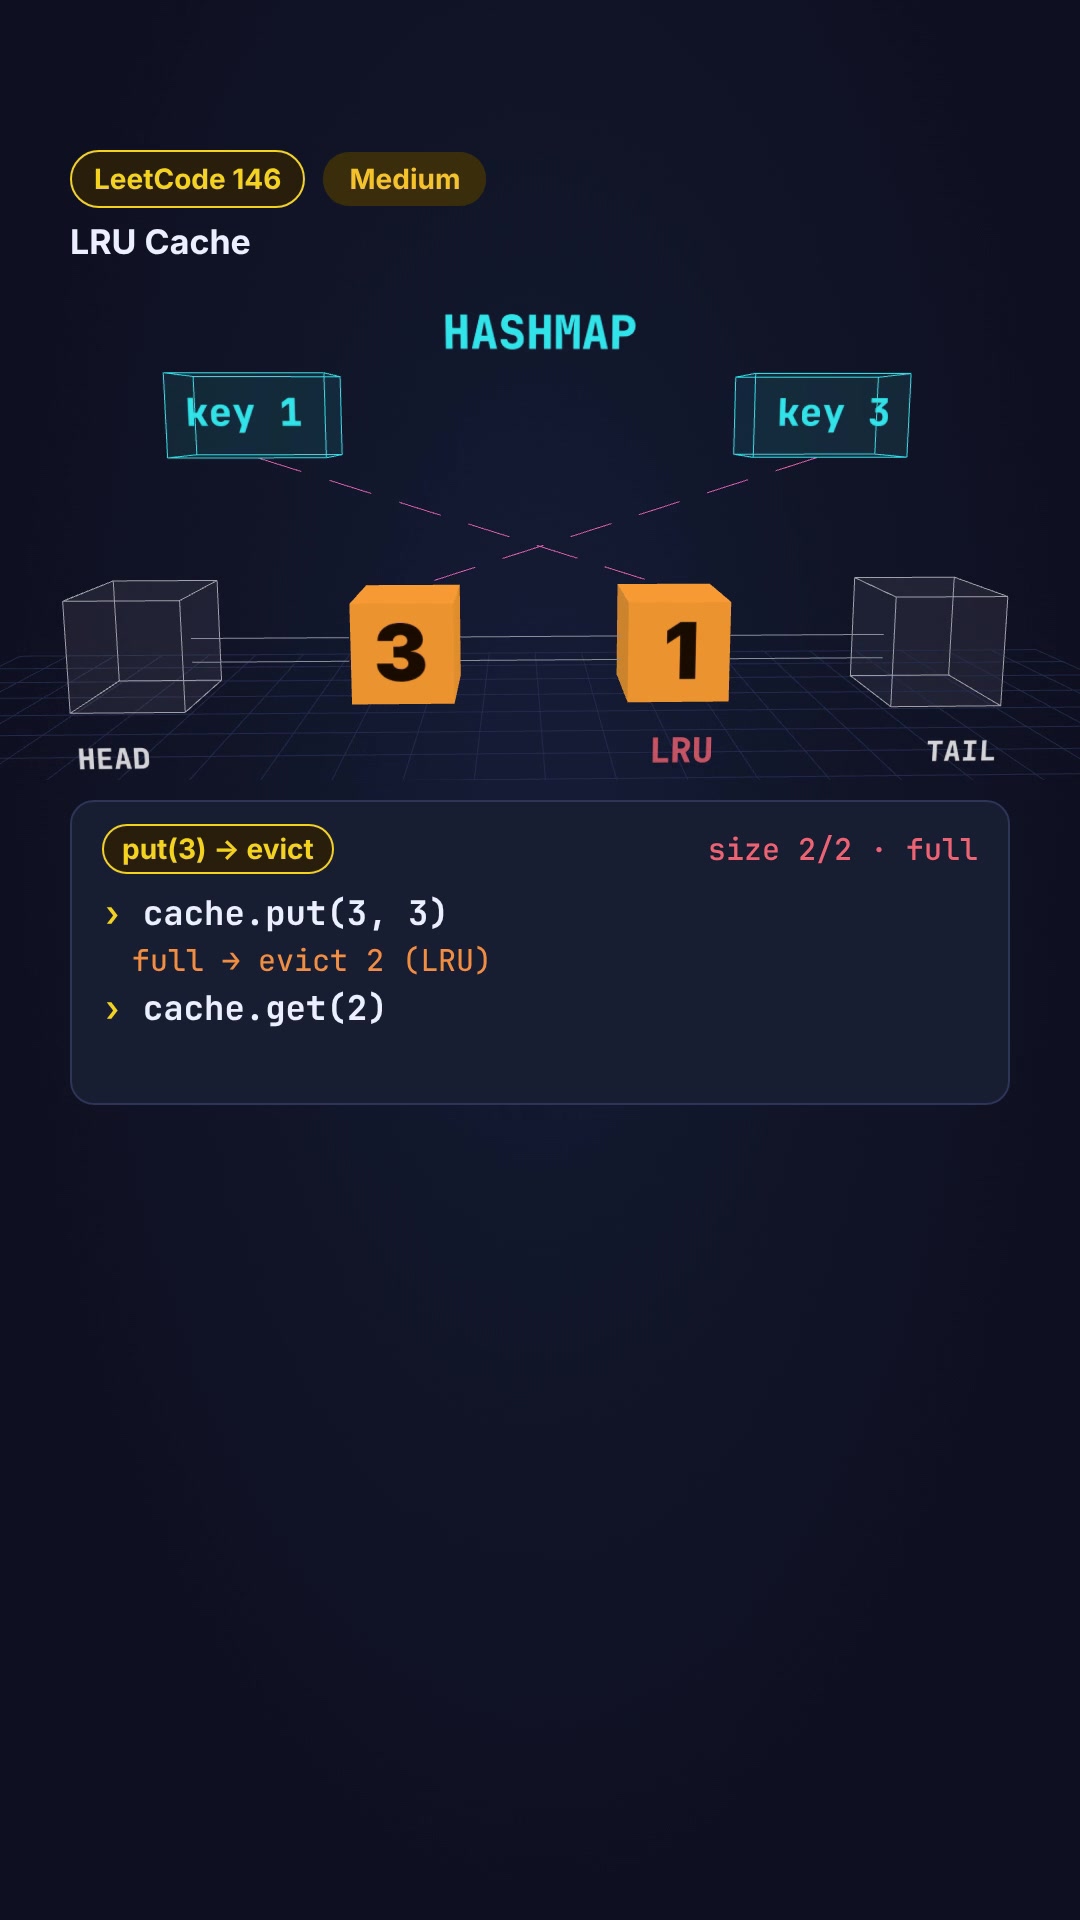 LeetCode 146 Medium
LRU Cache
HASHMAP
key 1 key 3
3 1
HEAD LRU TAIL
put(3) → evict size 2/2 · full
› cache.put(3, 3)
full → evict 2 (LRU)
› cache.get(2)